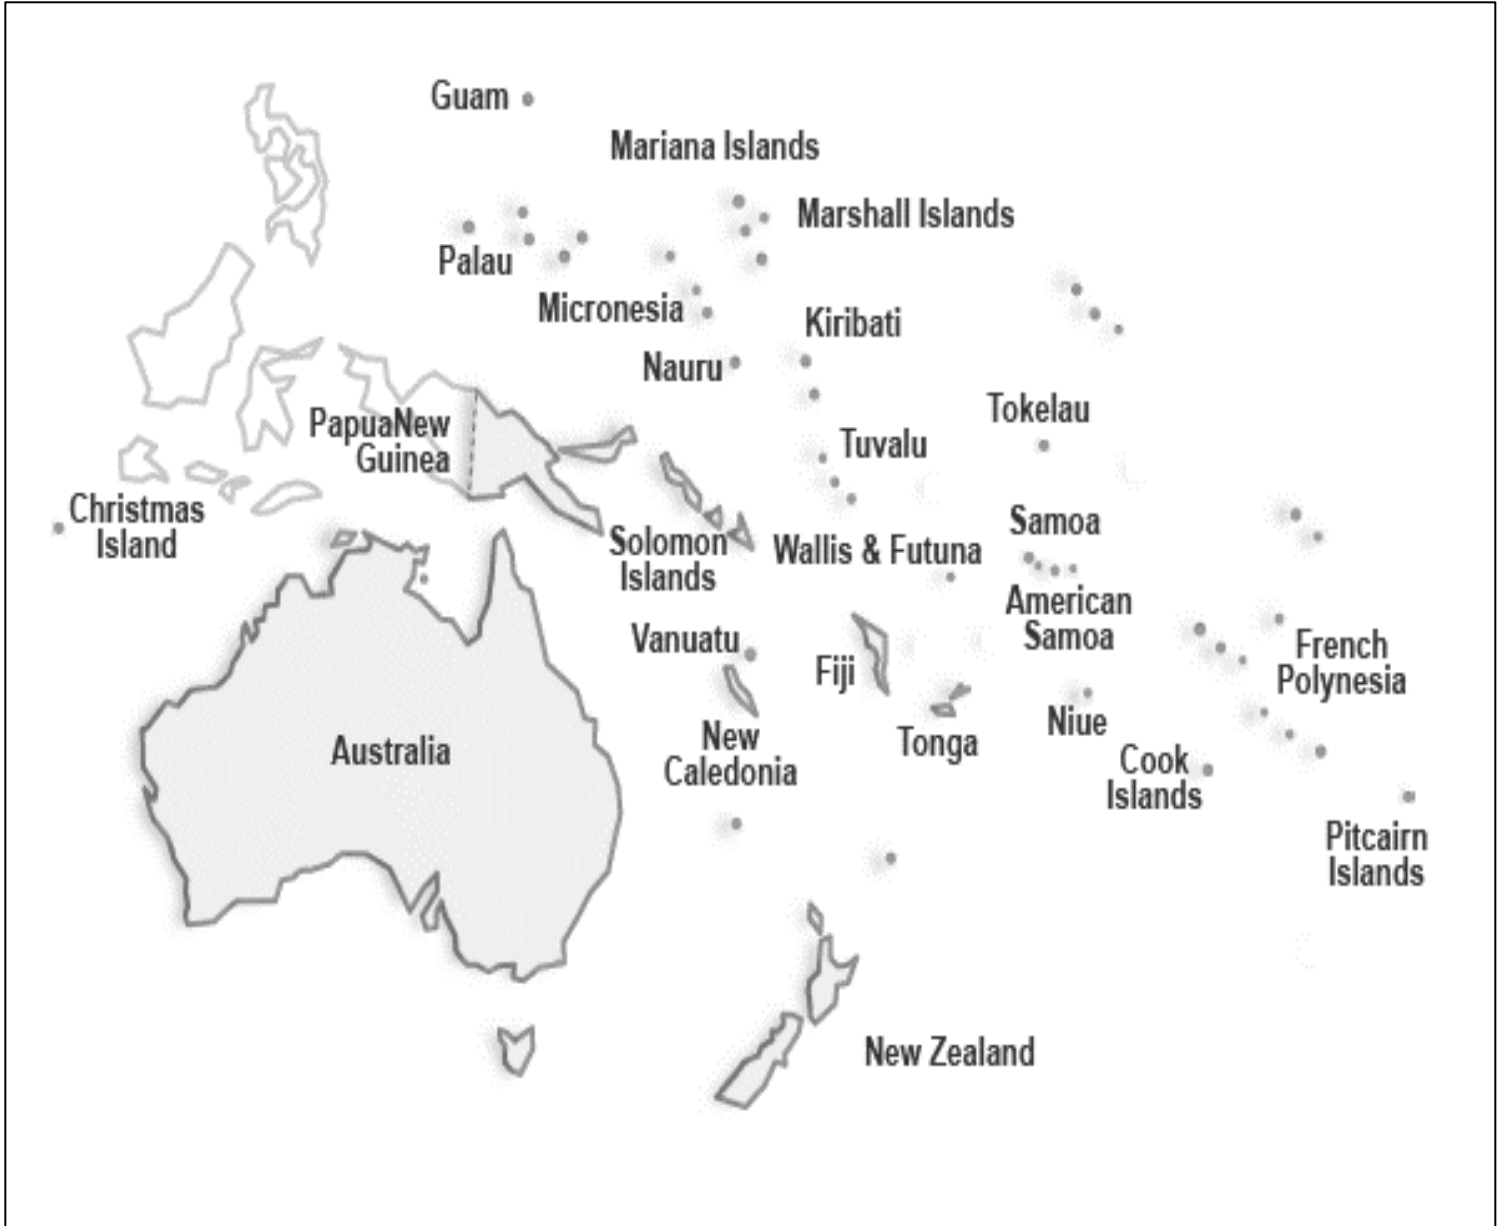 Guam
Mariana Islands
Marshall Islands
Palau
Micronesia
Kiribati
Nauru
Tokelau
PapuaNew
Guinea
Tuvalu
Christmas
Island
Samoa
Solomon
Islands
Wallis & Futuna
American
Samoa
Vanuatu
Fiji
French
Polynesia
Niue
Australia
New
Caledonia
Tonga
Cook
Islands
Pitcairn
Islands
New Zealand